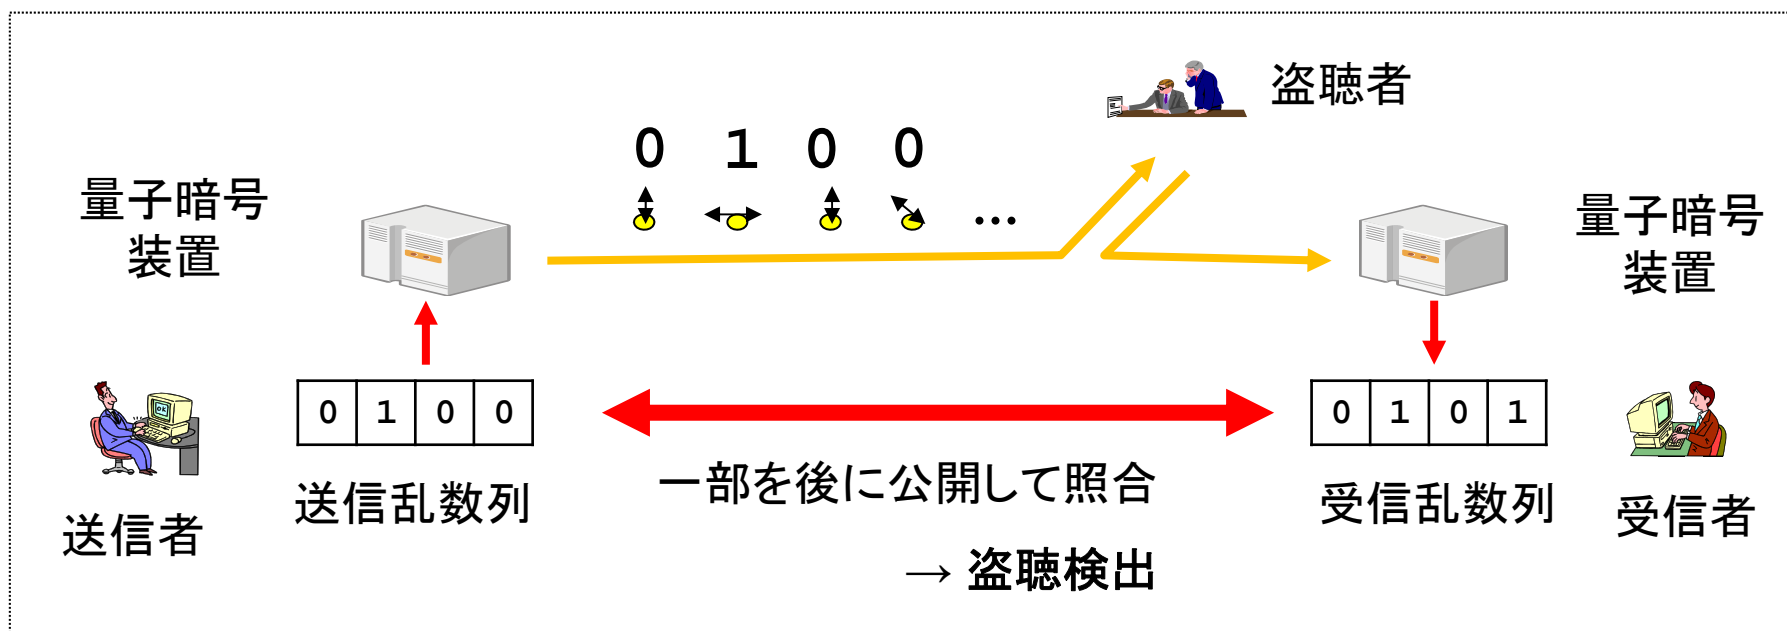 盗聴者
0 1 0 0
…
量子暗号
装置
量子暗号
装置
0 1 0 0
0 1 0 1
OK
一部を後に公開して照合
送信乱数列
受信乱数列
送信者
受信者
→ 盗聴検出